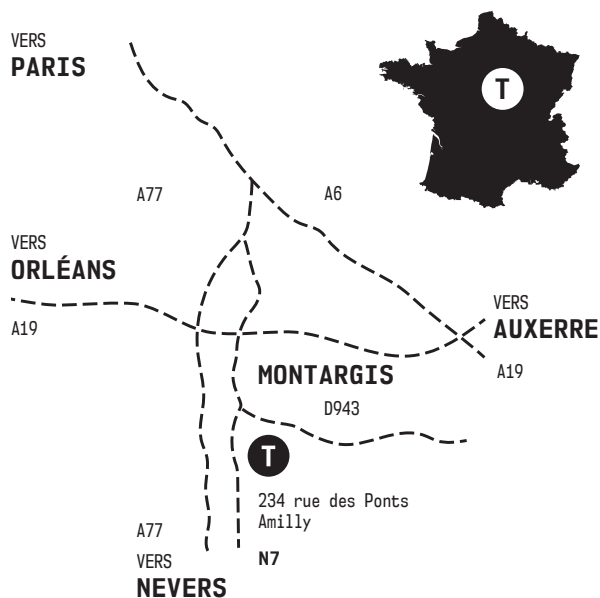 VERS
PARIS
T
A77
A6
VERS
ORLÉANS
VERS
AUXERRE
A19
A19
MONTARGIS
D943
T
234 rue des Ponts
Amilly
A77
N7
VERS
NEVERS